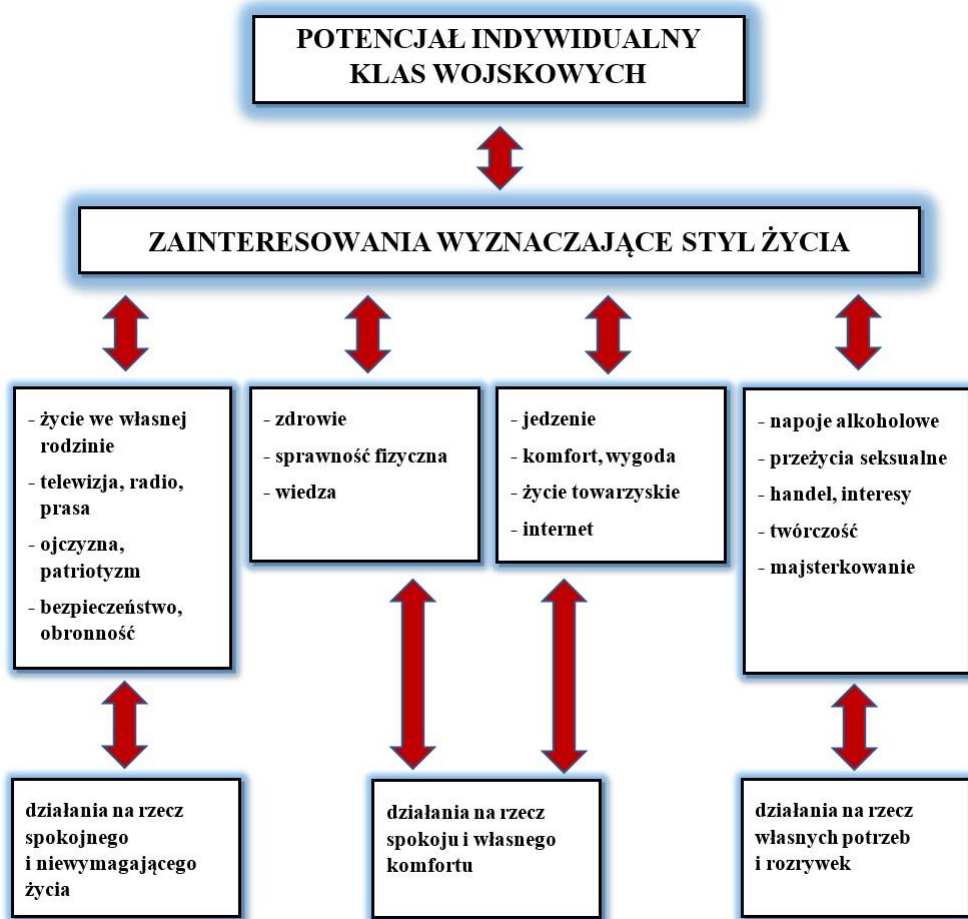 POTENCJAŁ INDYWIDUALNY
KLAS WOJSKOWYCH
ZAINTERESOWANIA WYZNACZAJĄCE STYL ŻYCIA
- życie we własnej
rodzinie
- telewizja, radio,
prasa
- ojczyzna,
patriotyzm
- bezpieczeństwo,
obronność
- zdrowie
- sprawność fizyczna
- wiedza
- jedzenie
- komfort, wygoda
- życie towarzyskie
- internet
- napoje alkoholowe
- przeżycia seksualne
- handel, interesy
- twórczość
- majsterkowanie
działania na rzecz
spokojnego
i niewymagającego
życia
działania na rzecz
spokoju i własnego
komfortu
działania na rzecz
własnych potrzeb
i rozrywek